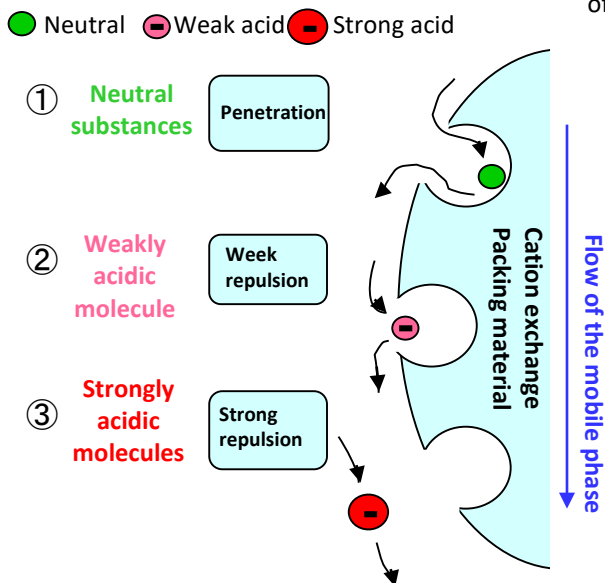 of
Neutral Weak acid Strong acid
① Neutral
substances
Penetration
② Weakly
acidic
molecule
Week
repulsion
③ Strongly
acidic
molecules
Strong
repulsion
Cation exchange
Packing material
Flow of the mobile phase